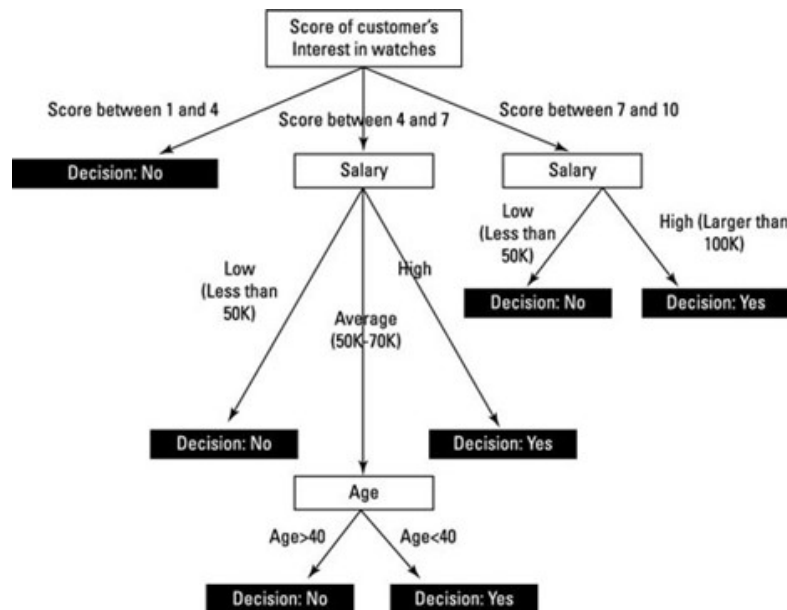 Score of customer's
Interest in watches
Score between 1 and 4
Score between 4 and 7
Score between 7 and 10
Decision: No
Salary
Salary
Low
(Less than
50K)
High (Larger than
100K)
Low
(Less than
50K)
High
Average
(50K-70K)
Decision: No
Decision: Yes
Decision: No
Decision: Yes
Age
Age>40
Age<40
Decision: No
Decision: Yes